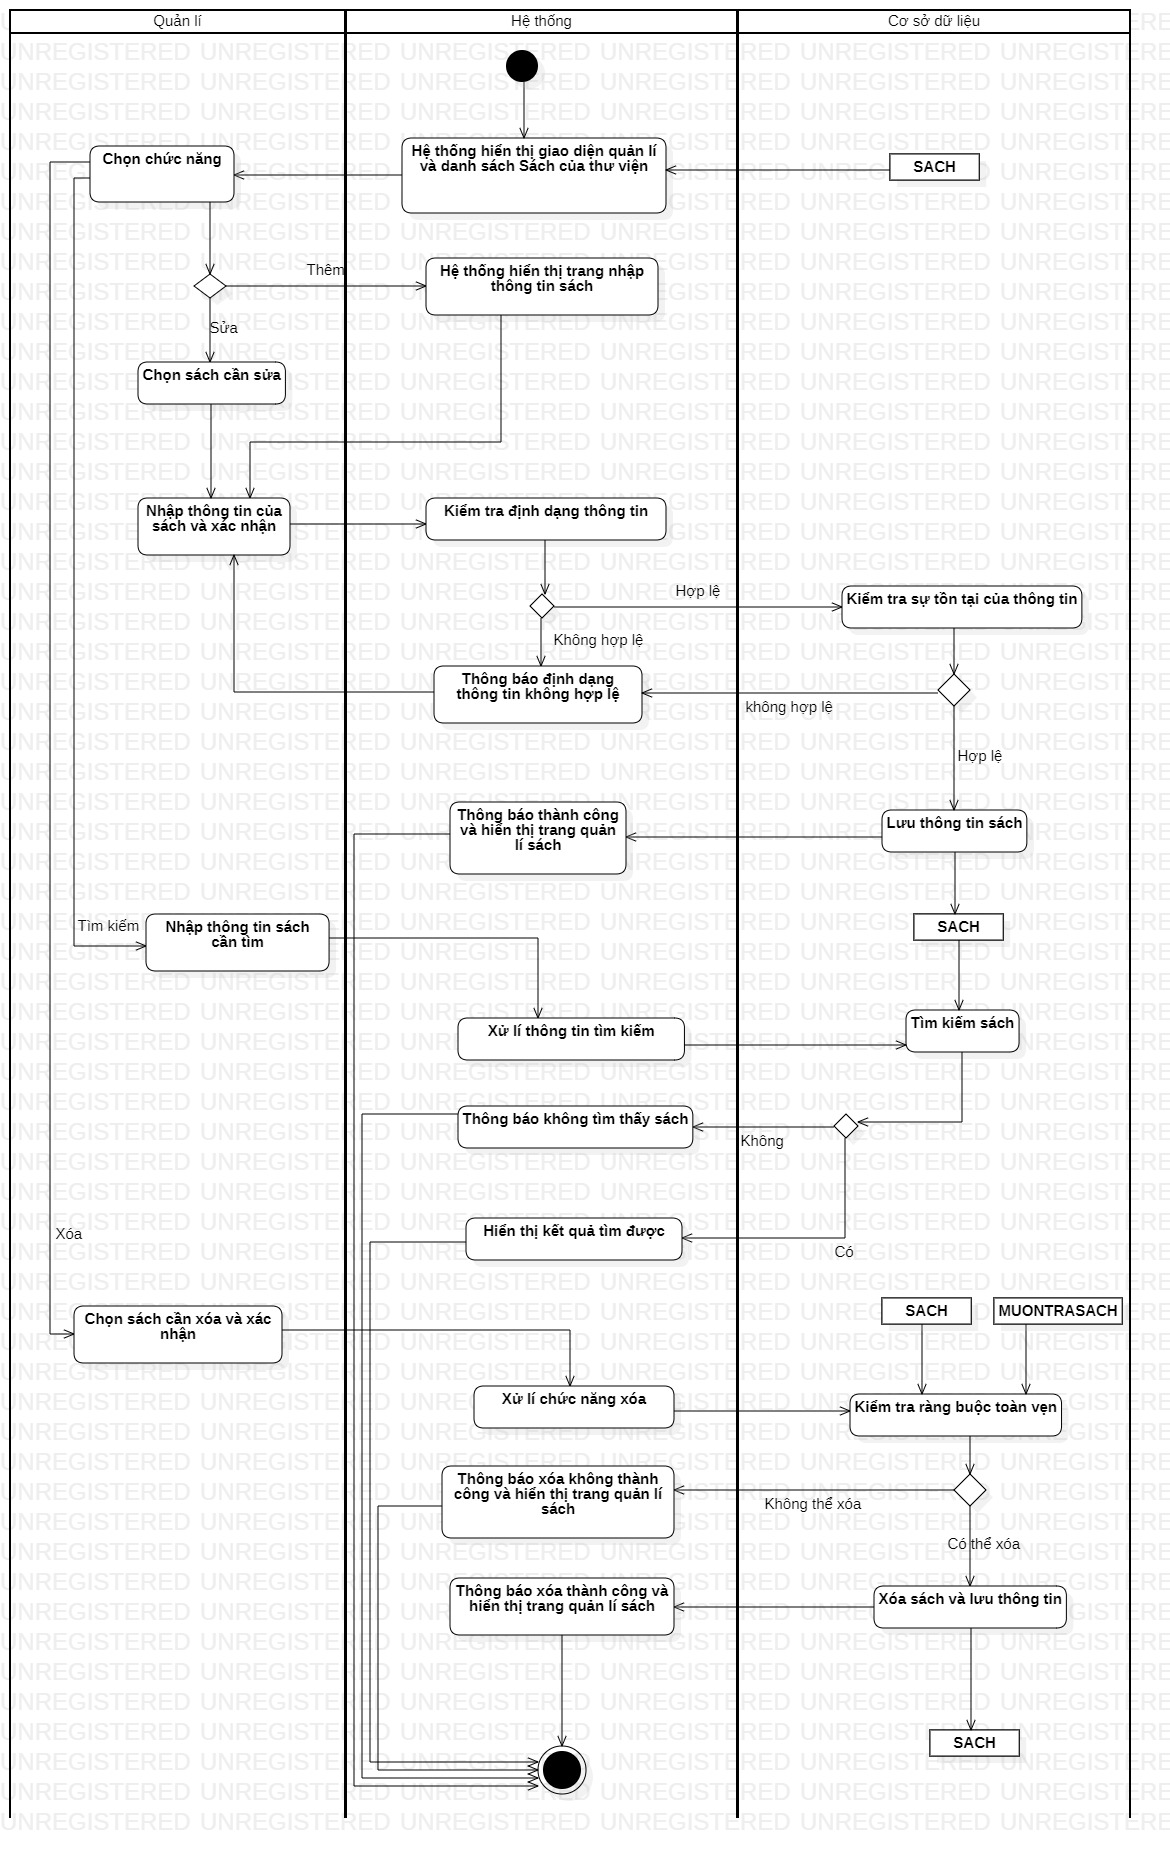 Quản lí
Hệ thống
Cơ sở dữ liệu
Hệ thống hiển thị giao diện quản lí
và danh sách Sách của thư viện
Chọn chức năng
SACH
Thêm
Hệ thống hiển thị trang nhập
thông tin sách
Sửa
Chọn sách cần sửa
Nhập thông tin của
sách và xác nhận
Kiểm tra định dạng thông tin
Hợp lệ
Kiểm tra sự tồn tại của thông tin
Không hợp lệ
Thông báo định dạng
thông tin không hợp lệ
không hợp lệ
Hợp lệ
Thông báo thành công
và hiển thị trang quản
lí sách
Lưu thông tin sách
Tìm kiếm
Nhập thông tin sách
cần tìm
SACH
Xử lí thông tin tìm kiếm
Tìm kiếm sách
Thông báo không tìm thấy sách
Không
Xóa
Hiển thị kết quả tìm được
Có
Chọn sách cần xóa và xác
nhận
SACH
MUONTRASACH
Xử lí chức năng xóa
Kiểm tra ràng buộc toàn vẹn
Thông báo xóa không thành
công và hiển thị trang quản lí
sách
Không thể xóa
Có thể xóa
Thông báo xóa thành công và
hiển thị trang quản lí sách
Xóa sách và lưu thông tin
SACH
UNREGISTERED